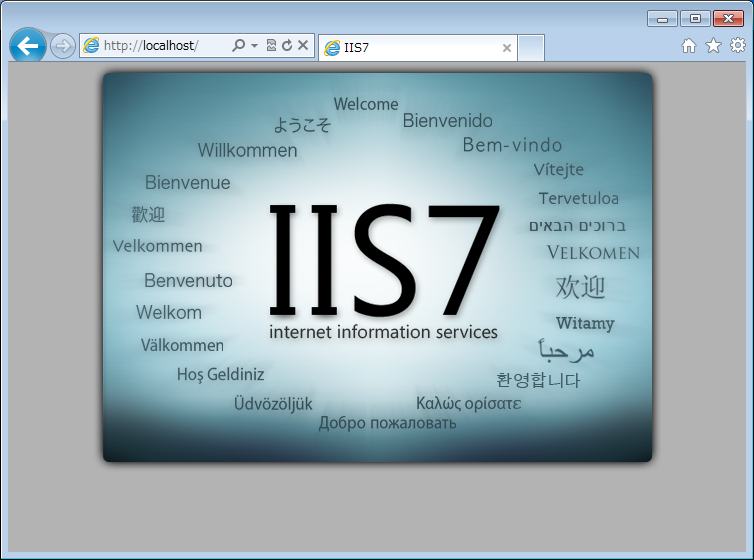 http://localhost/
IIS7
Welcome
ようこそ
Bienvenido
Willkommen
Bem-vindo
Vítejte
Bienvenue
Tervetuloa
歡迎
ברוכים הבאים
Velkommen
VELKOMEN
Benvenuto
欢迎
Welkom
Witamy
Välkommen
مرحباً
Hoş Geldiniz
환영합니다
Üdvözöljük
Καλώς ορίσατε
Добро пожаловать
IIS7
internet information services